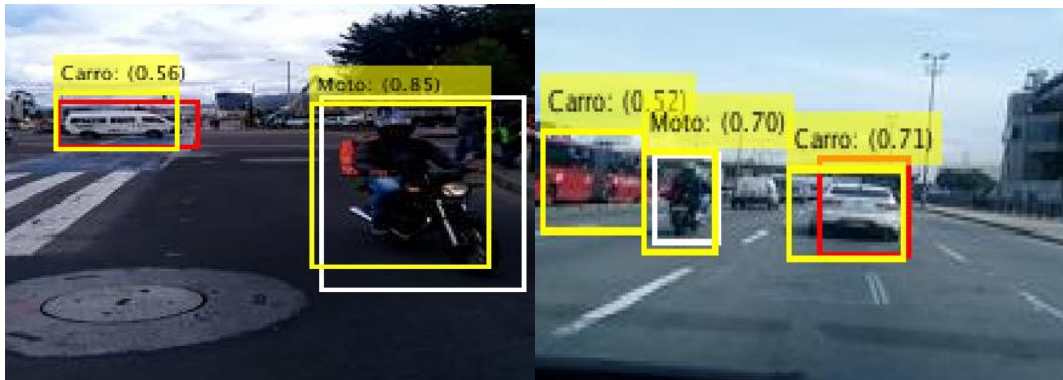 Carro: (0.56)
Moto: (0.85)
Carro: (0.52)
Moto: (0.70)
Carro: (0.71)